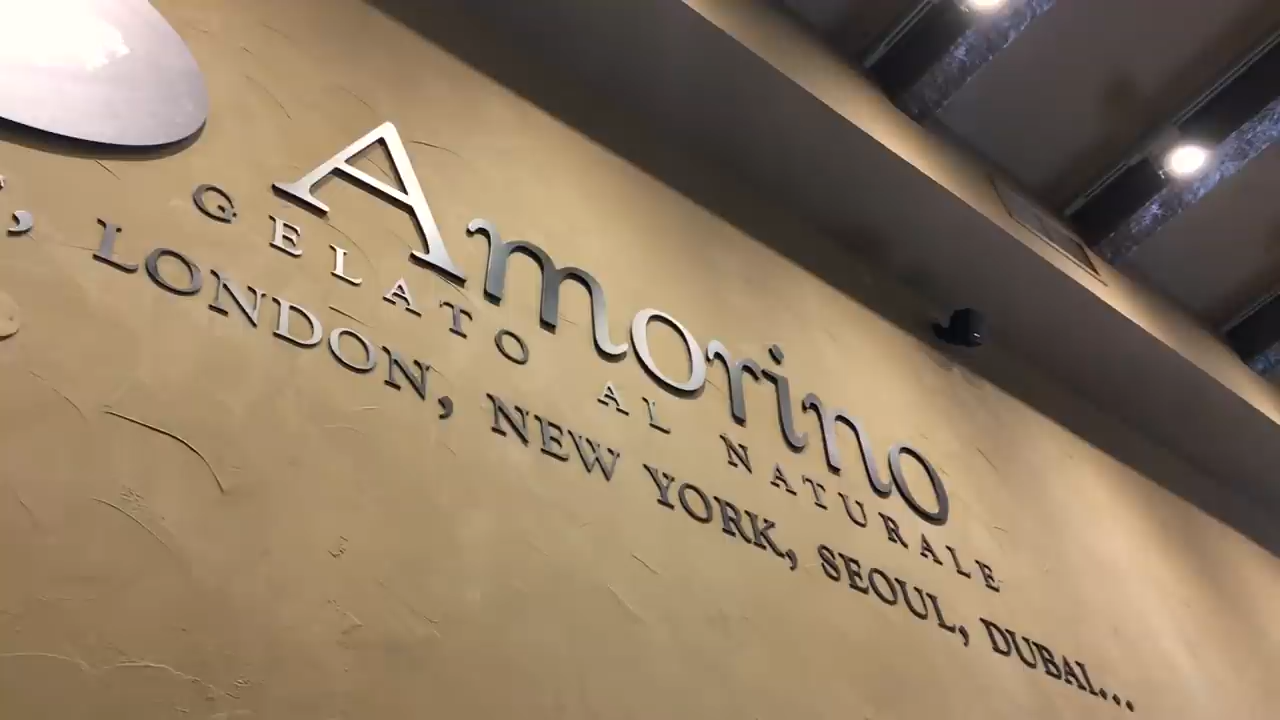 Amorino
GELATO AL NATURALE
, LONDON, NEW YORK, SEOUL, DUBAI...